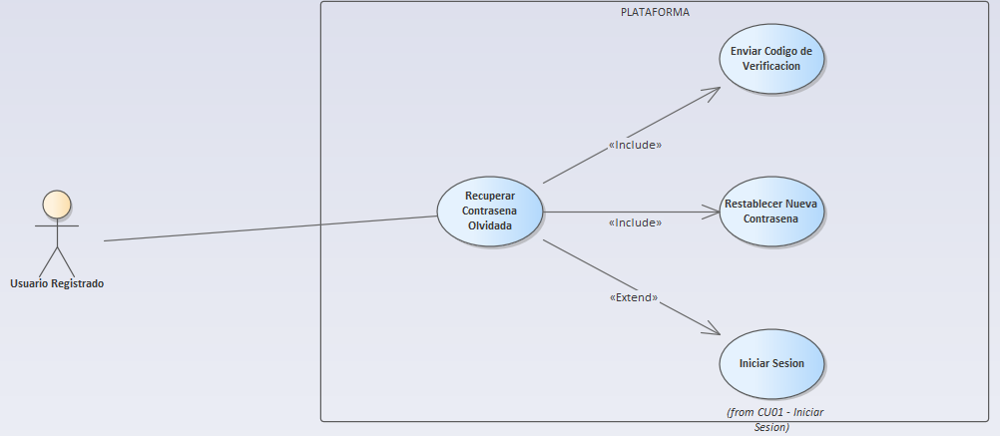 PLATAFORMA
Enviar Codigo de
Verificacion
«Include»
Recuperar
Contrasena
Olvidada
Restablecer Nueva
Contrasena
«Include»
Usuario Registrado
«Extend»
Iniciar Sesion
(from CU01 - Iniciar
Sesion)